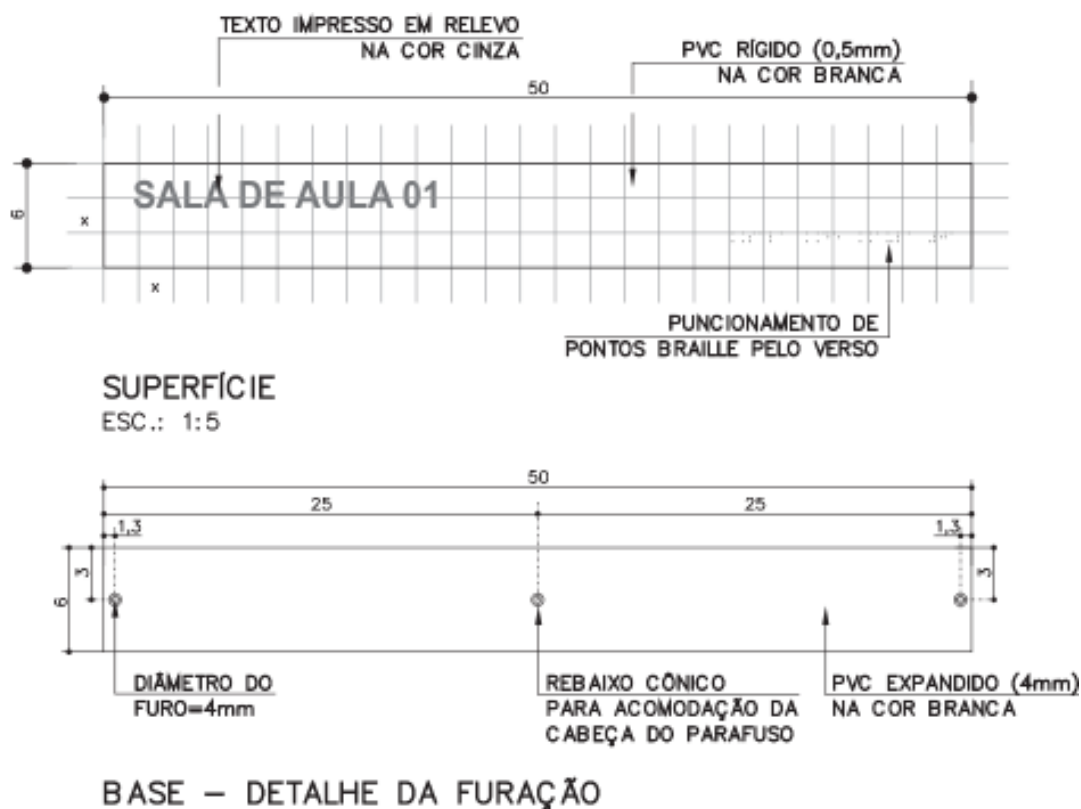 TEXTO IMPRESSO EM RELEVO
NA COR CINZA
PVC RÍGIDO (0,5mm)
NA COR BRANCA
50
6
SALA DE AULA 01
x
x
PUNCIONAMENTO DE
PONTOS BRAILLE PELO VERSO
SUPERFÍCIE
ESC.: 1:5
50
25
25
1,3
1,3
3
6
3
DIÂMETRO DO
FURO=4mm
REBAIXO CÔNICO
PARA ACOMODAÇÃO DA
CABEÇA DO PARAFUSO
PVC EXPANDIDO (4mm)
NA COR BRANCA
BASE – DETALHE DA FURAÇÃO